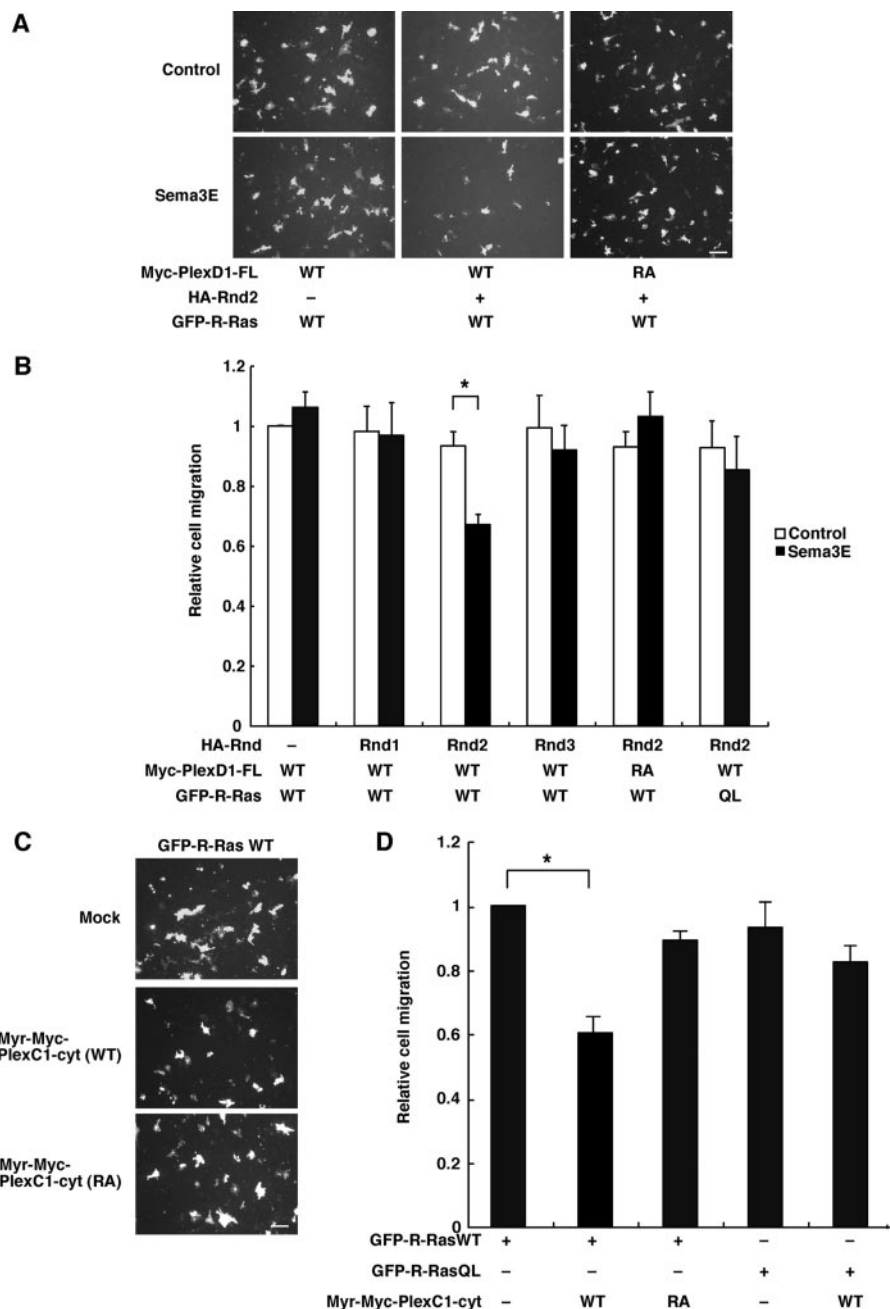 A
Control
Sema3E
Myc-PlexD1-FL WT WT RA
HA-Rnd2 – + +
GFP-R-Ras WT WT WT
B
Relative cell migration
1.2
1
0.8
0.6
0.4
0.2
0
*
Control
Sema3E
HA-Rnd – Rnd1 Rnd2 Rnd3 Rnd2 Rnd2
Myc-PlexD1-FL WT WT WT WT RA WT
GFP-R-Ras WT WT WT WT WT QL
C
GFP-R-Ras WT
Mock
Myr-Myc-
PlexC1-cyt (WT)
Myr-Myc-
PlexC1-cyt (RA)
D
Relative cell migration
1.2
1
0.8
0.6
0.4
0.2
0
*
GFP-R-RasWT + + + – –
GFP-R-RasQL – – – + +
Myr-Myc-PlexC1-cyt – WT RA – WT